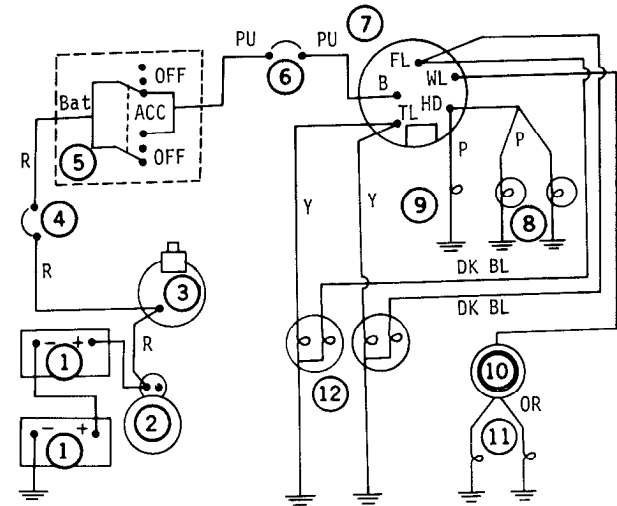 7
PU
PU
FL
WL
OFF
6
B
HD
Bat
ACC
TL
5
OFF
P
P
R
Y
Y
9
8
4
R
DK BL
3
DK BL
- 1 +
R
10
12
OR
2
11
- 1 +